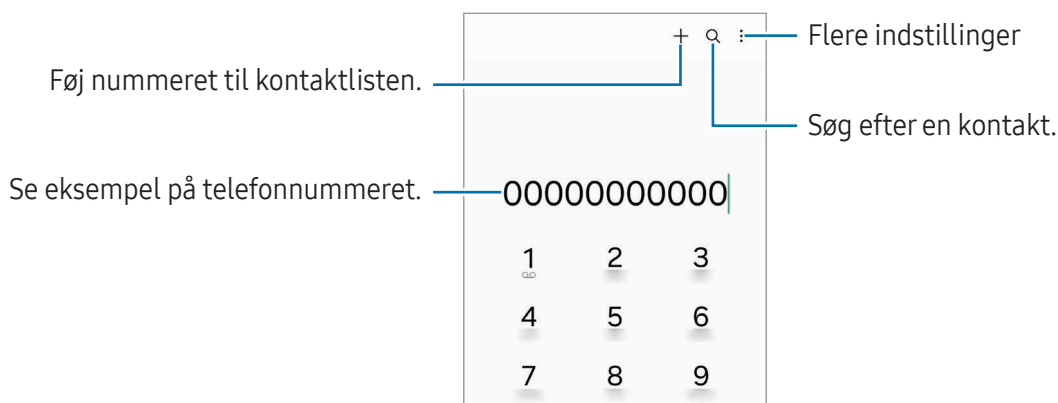 Flere indstillinger
Føj nummeret til kontaktlisten.
Søg efter en kontakt.
Se eksempel på telefonnummeret.
00000000000
1 2 3
4 5 6
7 8 9